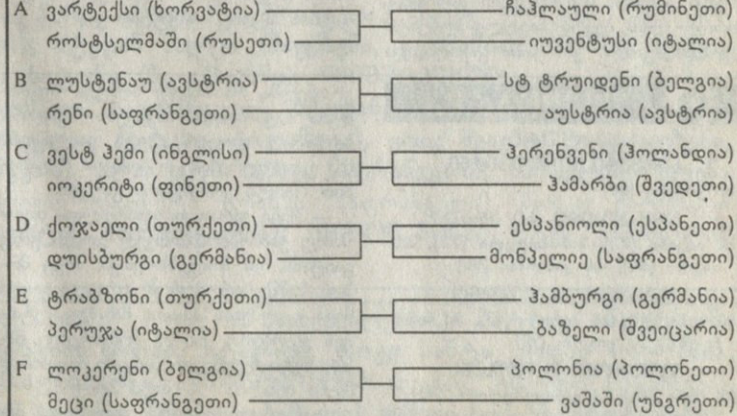 A ვარტექსი (ხორვატია) ჩაჰლაული (რუმინეთი)
როსტსელმაში (რუსეთი) იუვენტუსი (იტალია)
B ლუსტენაუ (ავსტრია) სტ ტრუიდენი (ბელგია)
რენი (საფრანგეთი) აუსტრია (ავსტრია)
C ვესტ ჰემი (ინგლისი) ჰერენვენი (ჰოლანდია)
იოკერიტი (ფინეთი) ჰამარბი (შვედეთი)
D ქოჯაელი (თურქეთი) ესპანიოლი (ესპანეთი)
დუისბურგი (გერმანია) მონპელიე (საფრანგეთი)
E ტრაბზონი (თურქეთი) ჰამბურგი (გერმანია)
პერუჯა (იტალია) ბაზელი (შვეიცარია)
F ლოკერენი (ბელგია) პოლონია (პოლონეთი)
მეცი (საფრანგეთი) ვაშაში (უნგრეთი)